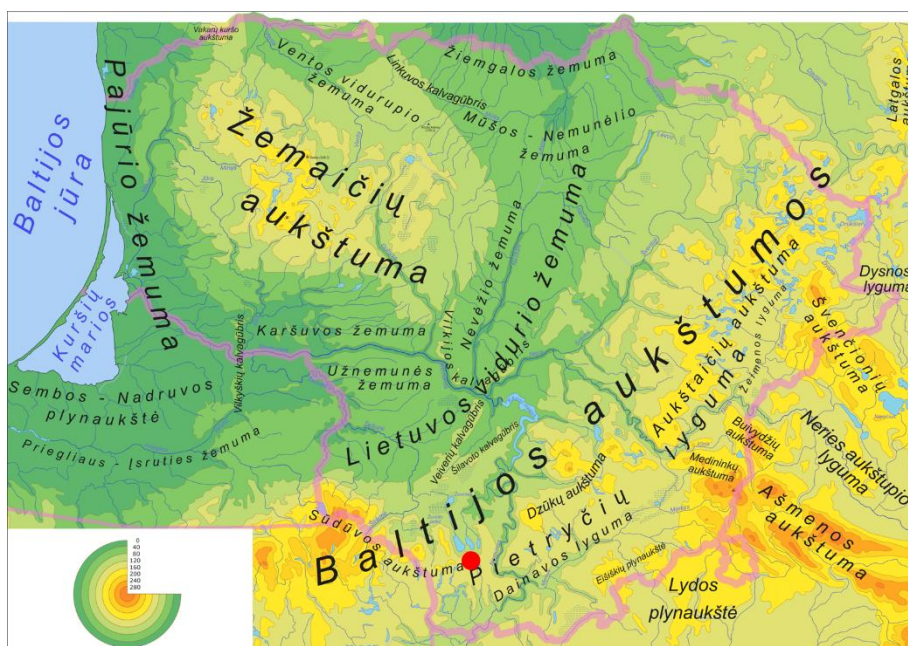 Vakarų kuršo
aukštuma
Ventos vidurupio
žemuma
Linkuvos kalvagūbris
Žiemgalos žemuma
Mūšos - Nemunėlio
žemuma
Latgalos
aukštuma
Pajūrio žemuma
Baltijos
jūra
Žemaičių
aukštuma
Kuršių
marios
Nevėžio žemuma
Lietuvos vidurio žemuma
Baltijos aukštumos
Aukštaičių aukštuma
Žeimenos lyguma
Dysnos
lyguma
Švenčionių
aukštuma
Karšuvos žemuma
Vilkijos
kalvagūbris
Užnemunės
žemuma
Vilkyškių kalvagūbris
Sembos - Nadruvos
plynaukštė
Priegliaus - Įsruties žemuma
Veiverių kalvagūbris
Šilavoto kalvagūbris
Buivydžių
aukštuma
Neries aukštupio
lyguma
Medininkų
aukštuma
Ašmenos
aukštuma
Dzūkų aukštuma
Sūduvos
aukštuma
Pietryčių
lyguma
Dainavos lyguma
Eišiškių plynaukštė
Lydos
plynaukštė
0
40
80
120
160
200
240
280